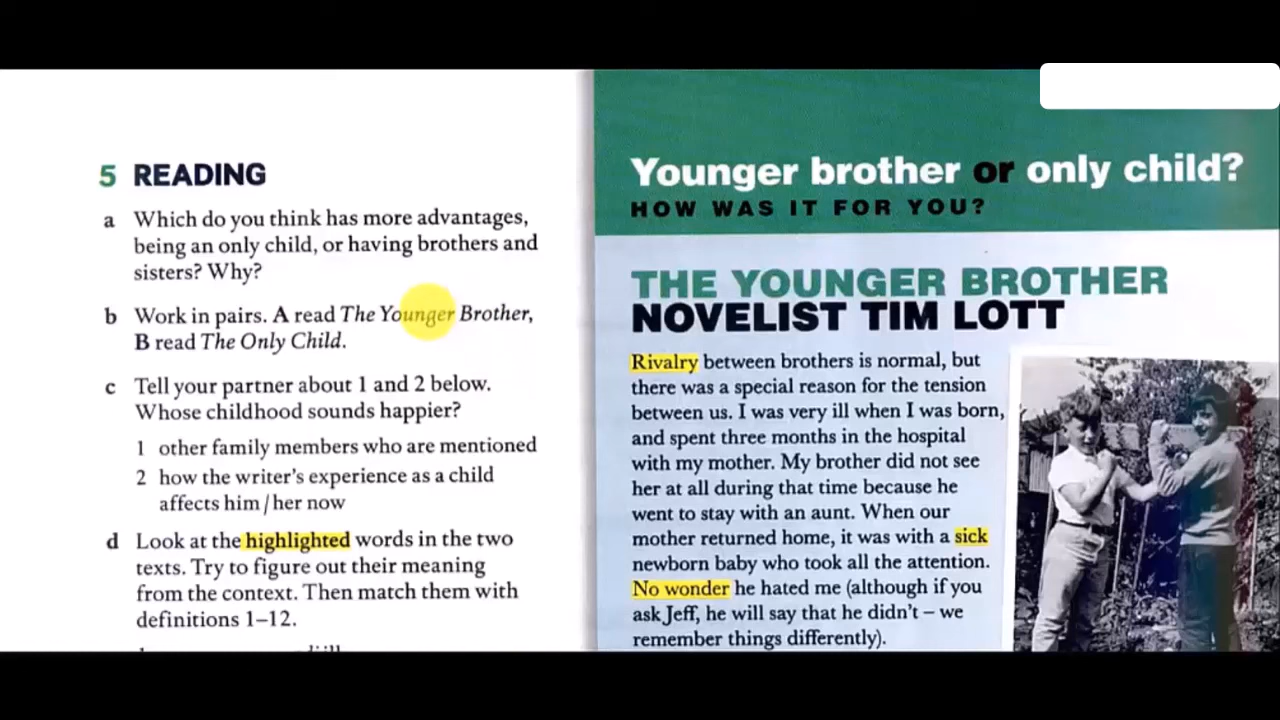 5 READING
a Which do you think has more advantages,
being an only child, or having brothers and
sisters? Why?
b Work in pairs. A read The Younger Brother,
B read The Only Child.
c Tell your partner about 1 and 2 below.
Whose childhood sounds happier?
1 other family members who are mentioned
2 how the writer's experience as a child
affects him/her now
d Look at the highlighted words in the two
texts. Try to figure out their meaning
from the context. Then match them with
definitions 1–12.
Younger brother or only child?
HOW WAS IT FOR YOU?
THE YOUNGER BROTHER
NOVELIST TIM LOTT
Rivalry between brothers is normal, but
there was a special reason for the tension
between us. I was very ill when I was born,
and spent three months in the hospital
with my mother. My brother did not see
her at all during that time because he
went to stay with an aunt. When our
mother returned home, it was with a sick
newborn baby who took all the attention.
No wonder he hated me (although if you
ask Jeff, he will say that he didn't – we
remember things differently).